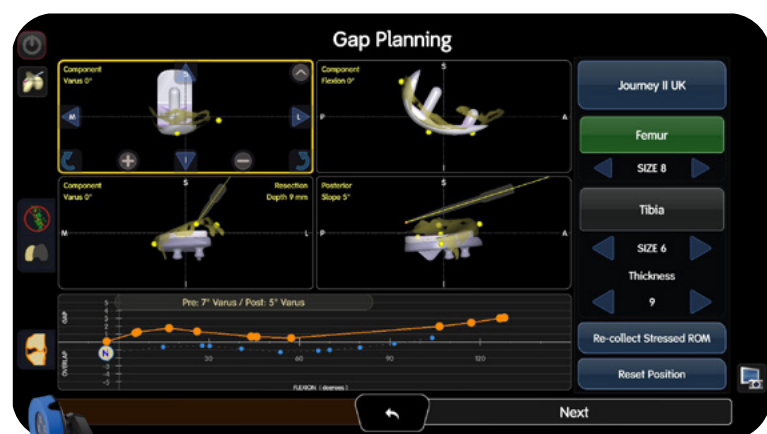 Gap Planning
Component
Varus 0°
S
M
L
I
Component
Flexion 0°
S
P
A
I
Component
Varus 0°
S
Resection
Depth 9 mm
M
L
I
Posterior
Slope 5°
S
P
A
I
Journey II UK
Femur
SIZE 8
Tibia
SIZE 6
Thickness
9
Re-collect Stressed ROM
Reset Position
Pre: 7° Varus / Post: 5° Varus
GAP
OVERLAP
N
30
60
90
120
FLEXION (degrees)
Next